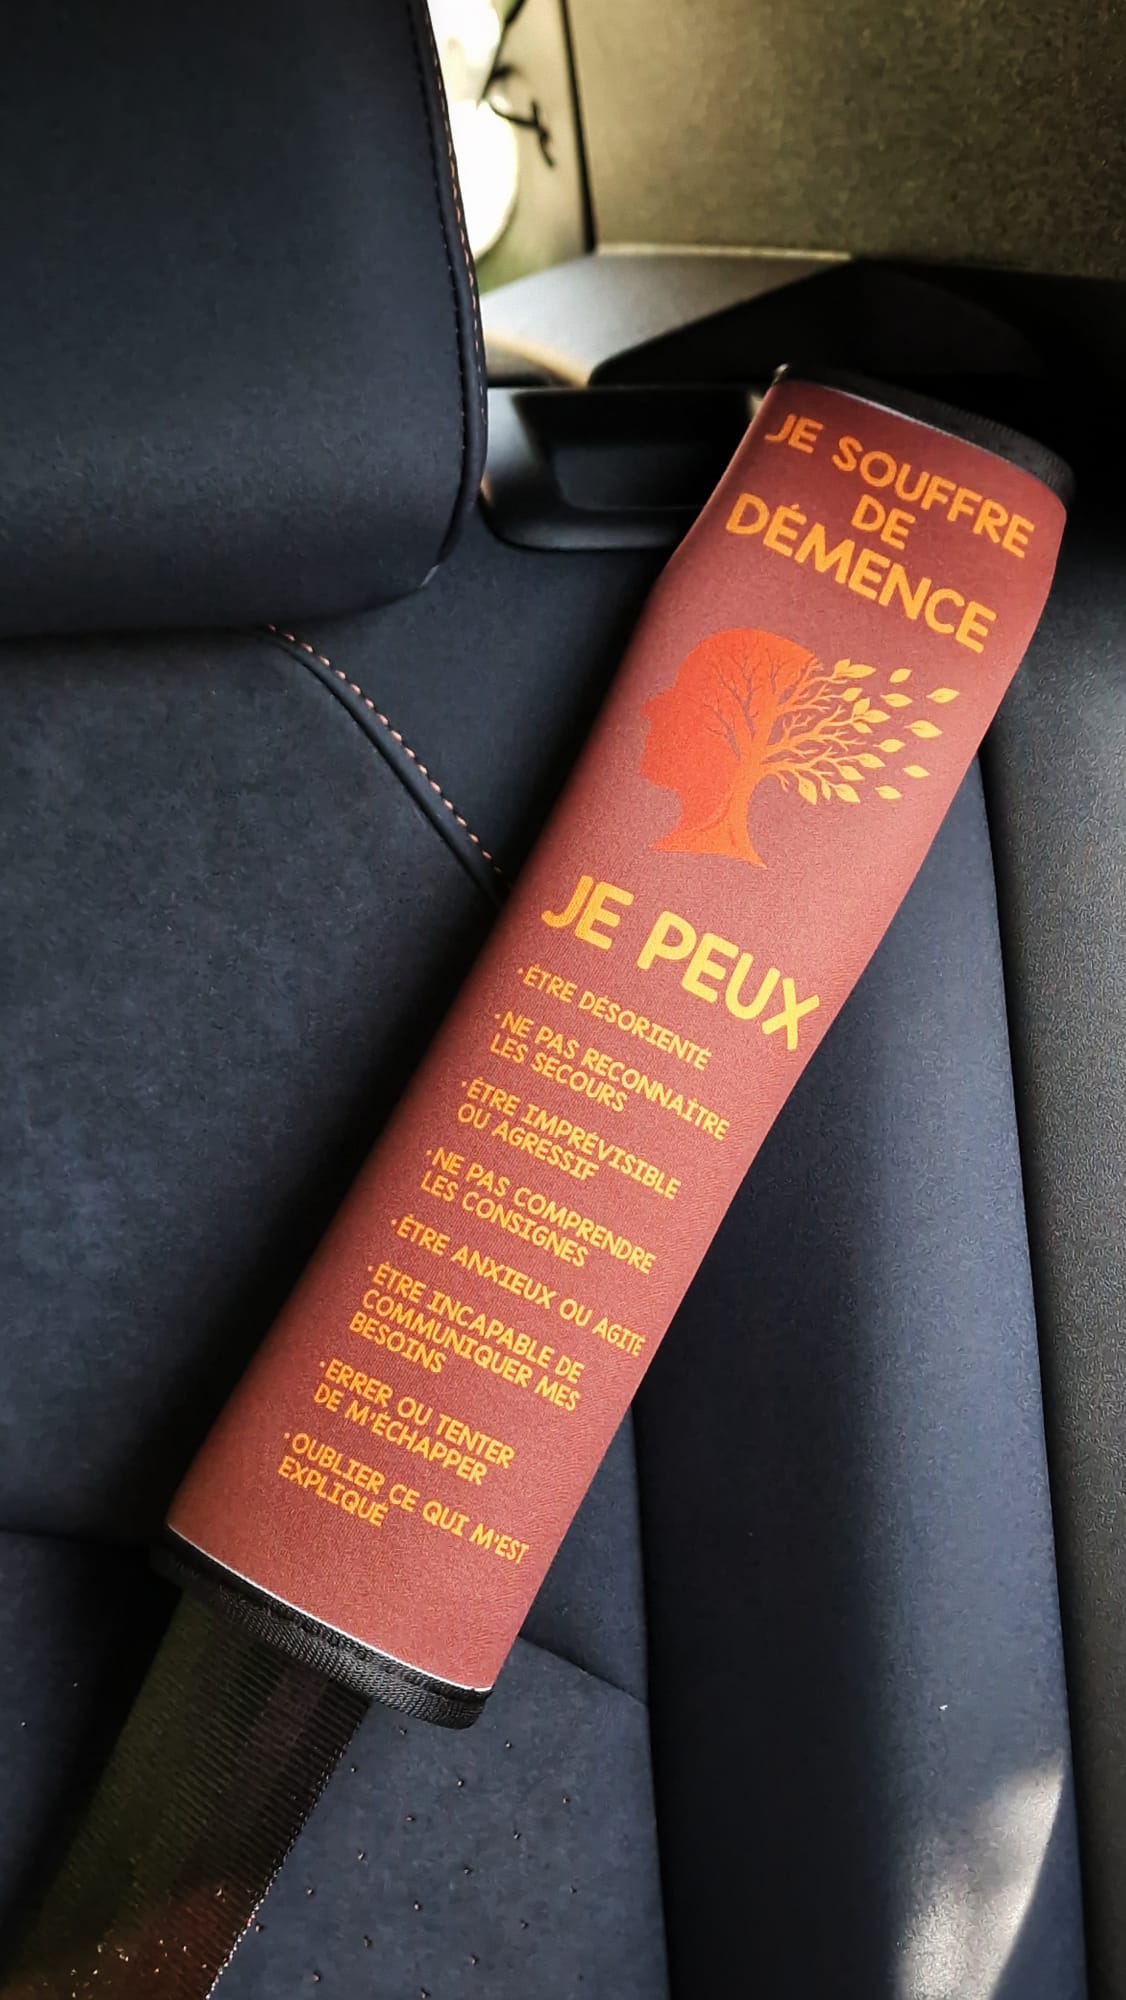 JE SOUFFRE
DE
DÉMENCE
JE PEUX
·ÊTRE DÉSORIENTÉ
·NE PAS RECONNAÎTRE
LES SECOURS
·ÊTRE IMPRÉVISIBLE
OU AGRESSIF
·NE PAS COMPRENDRE
LES CONSIGNES
·ÊTRE ANXIEUX OU AGITÉ
·ÊTRE INCAPABLE DE
COMMUNIQUER MES
BESOINS
·ERRER OU TENTER
DE M'ÉCHAPPER
·OUBLIER CE QUI M'EST
EXPLIQUÉ